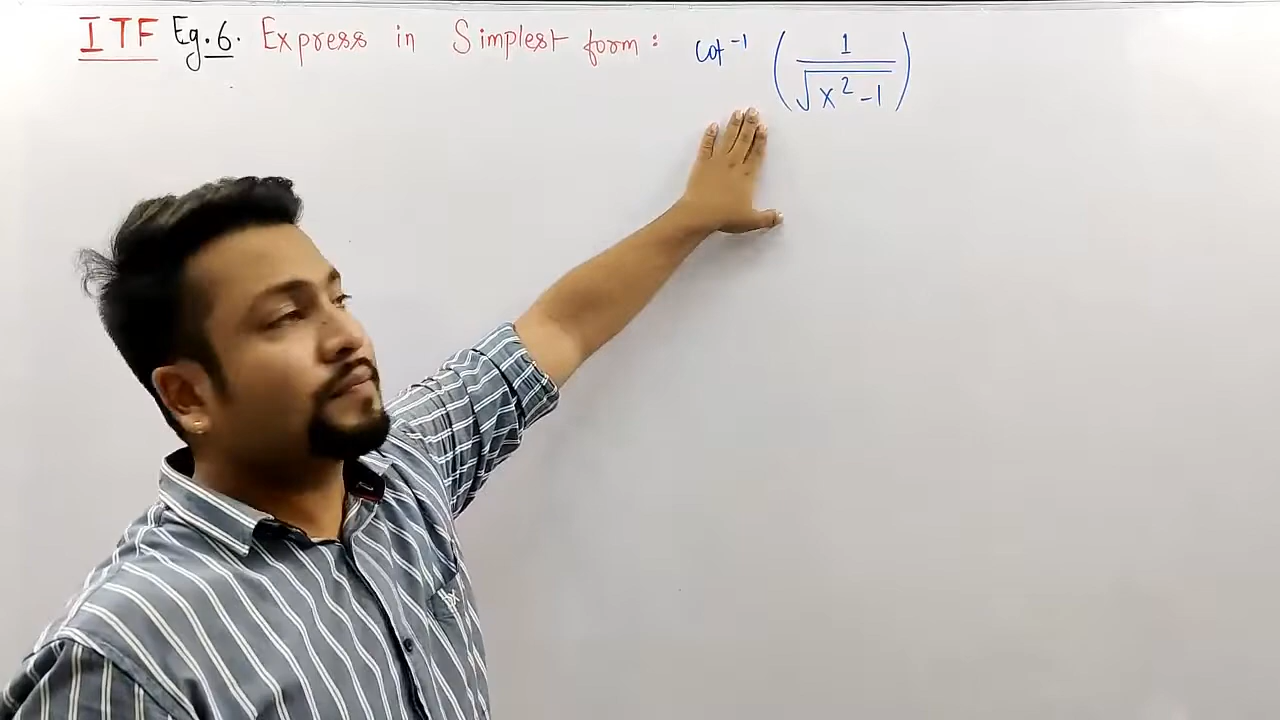 ITF Eg.6. Express in Simplest form: cot⁻¹ (1/√(x²-1))